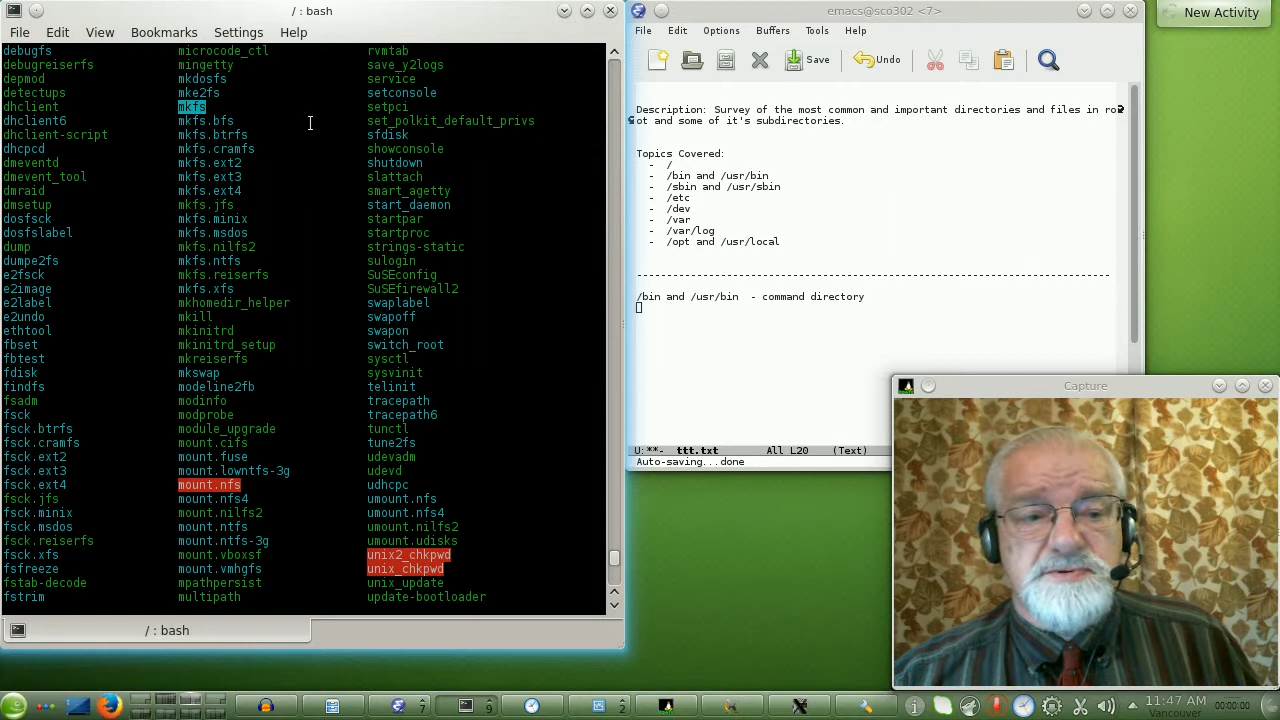 / : bash
File Edit View Bookmarks Settings Help
debugfs microcode_ctl rvmtab
debugreiserfs mingetty save_y2logs
depmod mkdosfs service
detectups mke2fs setconsole
dhclient mkfs setpci
dhclient6 mkfs.bfs set_polkit_default_privs
dhclient-script mkfs.btrfs sfdisk
dhcpcd mkfs.cramfs showconsole
dmeventd mkfs.ext2 shutdown
dmevent_tool mkfs.ext3 slattach
dmraid mkfs.ext4 smart_agetty
dmsetup mkfs.jfs start_daemon
dosfsck mkfs.minix startpar
dosfslabel mkfs.msdos startproc
dump mkfs.nilfs2 strings-static
dumpe2fs mkfs.ntfs sulogin
e2fsck mkfs.reiserfs SuSEconfig
e2image mkfs.xfs SuSEfirewall2
e2label mkhomedir_helper swaplabel
e2undo mkill swapoff
ethtool mkinitrd swapon
fbset mkinitrd_setup switch_root
fbtest mkreiserfs sysctl
fdisk mkswap sysvinit
findfs modeline2fb telinit
fsadm modinfo tracepath
fsck modprobe tracepath6
fsck.btrfs module_upgrade tunctl
fsck.cramfs mount.cifs tune2fs
fsck.ext2 mount.fuse udevadm
fsck.ext3 mount.lowntfs-3g udevd
fsck.ext4 mount.nfs udhcpc
fsck.jfs mount.nfs4 umount.nfs
fsck.minix mount.nilfs2 umount.nfs4
fsck.msdos mount.ntfs umount.nilfs2
fsck.reiserfs mount.ntfs-3g umount.udisks
fsck.xfs mount.vboxsf unix2_chkpwd
fsfreeze mount.vmhgfs unix_chkpwd
fstab-decode mpathpersist unix_update
fstrim multipath update-bootloader
/ : bash
emacs@sco302 <7>
File Edit Options Buffers Tools Help
Save Undo
Description: Survey of the most common and important directories and files in ro
ot and some of it's subdirectories.
Topics Covered:
- /
- /bin and /usr/bin
- /sbin and /usr/sbin
- /etc
- /dev
- /var
- /var/log
- /opt and /usr/local
--------------------------------------------------------------------------------
/bin and /usr/bin - command directory
U:**- ttt.txt All L20 (Text)
Auto-saving...done
New Activity
Capture
7 9 2
11:47 AM
Vancouver
00:00:00